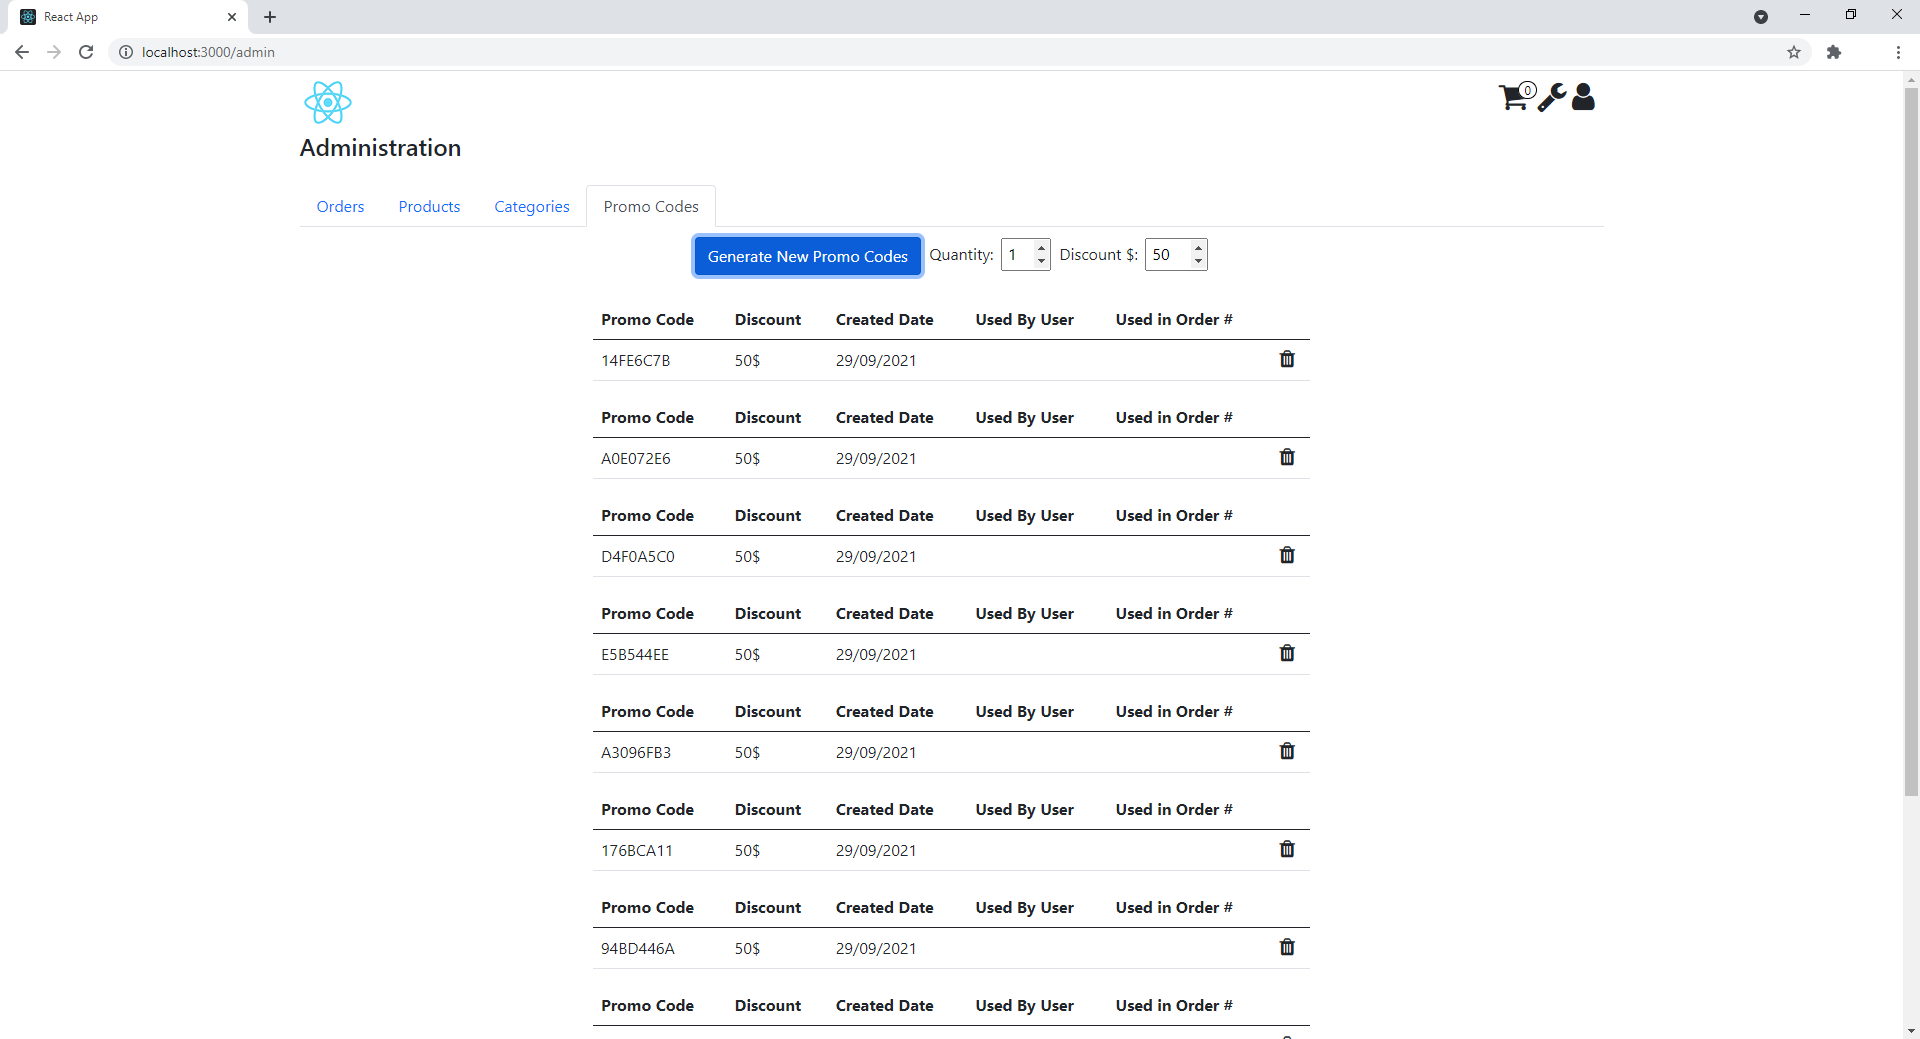 React App
localhost:3000/admin
0
Administration
Orders Products Categories Promo Codes
Generate New Promo Codes Quantity: 1 Discount $: 50
Promo Code Discount Created Date Used By User Used in Order #
14FE6C7B 50$ 29/09/2021
Promo Code Discount Created Date Used By User Used in Order #
A0E072E6 50$ 29/09/2021
Promo Code Discount Created Date Used By User Used in Order #
D4F0A5C0 50$ 29/09/2021
Promo Code Discount Created Date Used By User Used in Order #
E5B544EE 50$ 29/09/2021
Promo Code Discount Created Date Used By User Used in Order #
A3096FB3 50$ 29/09/2021
Promo Code Discount Created Date Used By User Used in Order #
176BCA11 50$ 29/09/2021
Promo Code Discount Created Date Used By User Used in Order #
94BD446A 50$ 29/09/2021
Promo Code Discount Created Date Used By User Used in Order #